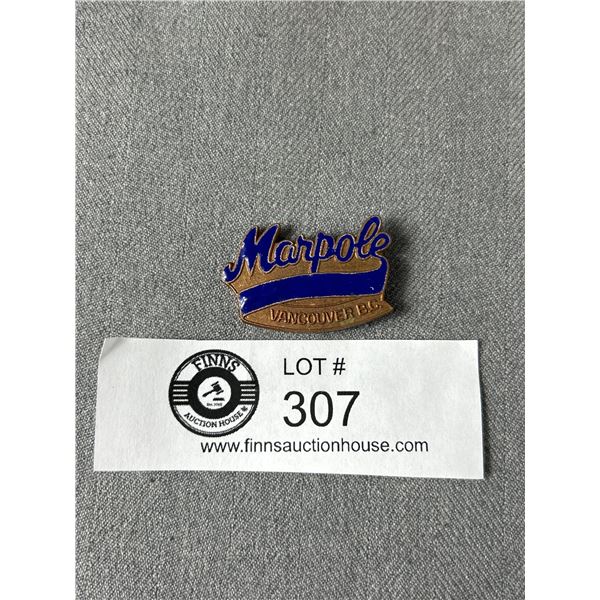 Marpole
VANCOUVER B.C.
FINNS
AUCTION HOUSE
LOT #
307
www.finnsauctionhouse.com